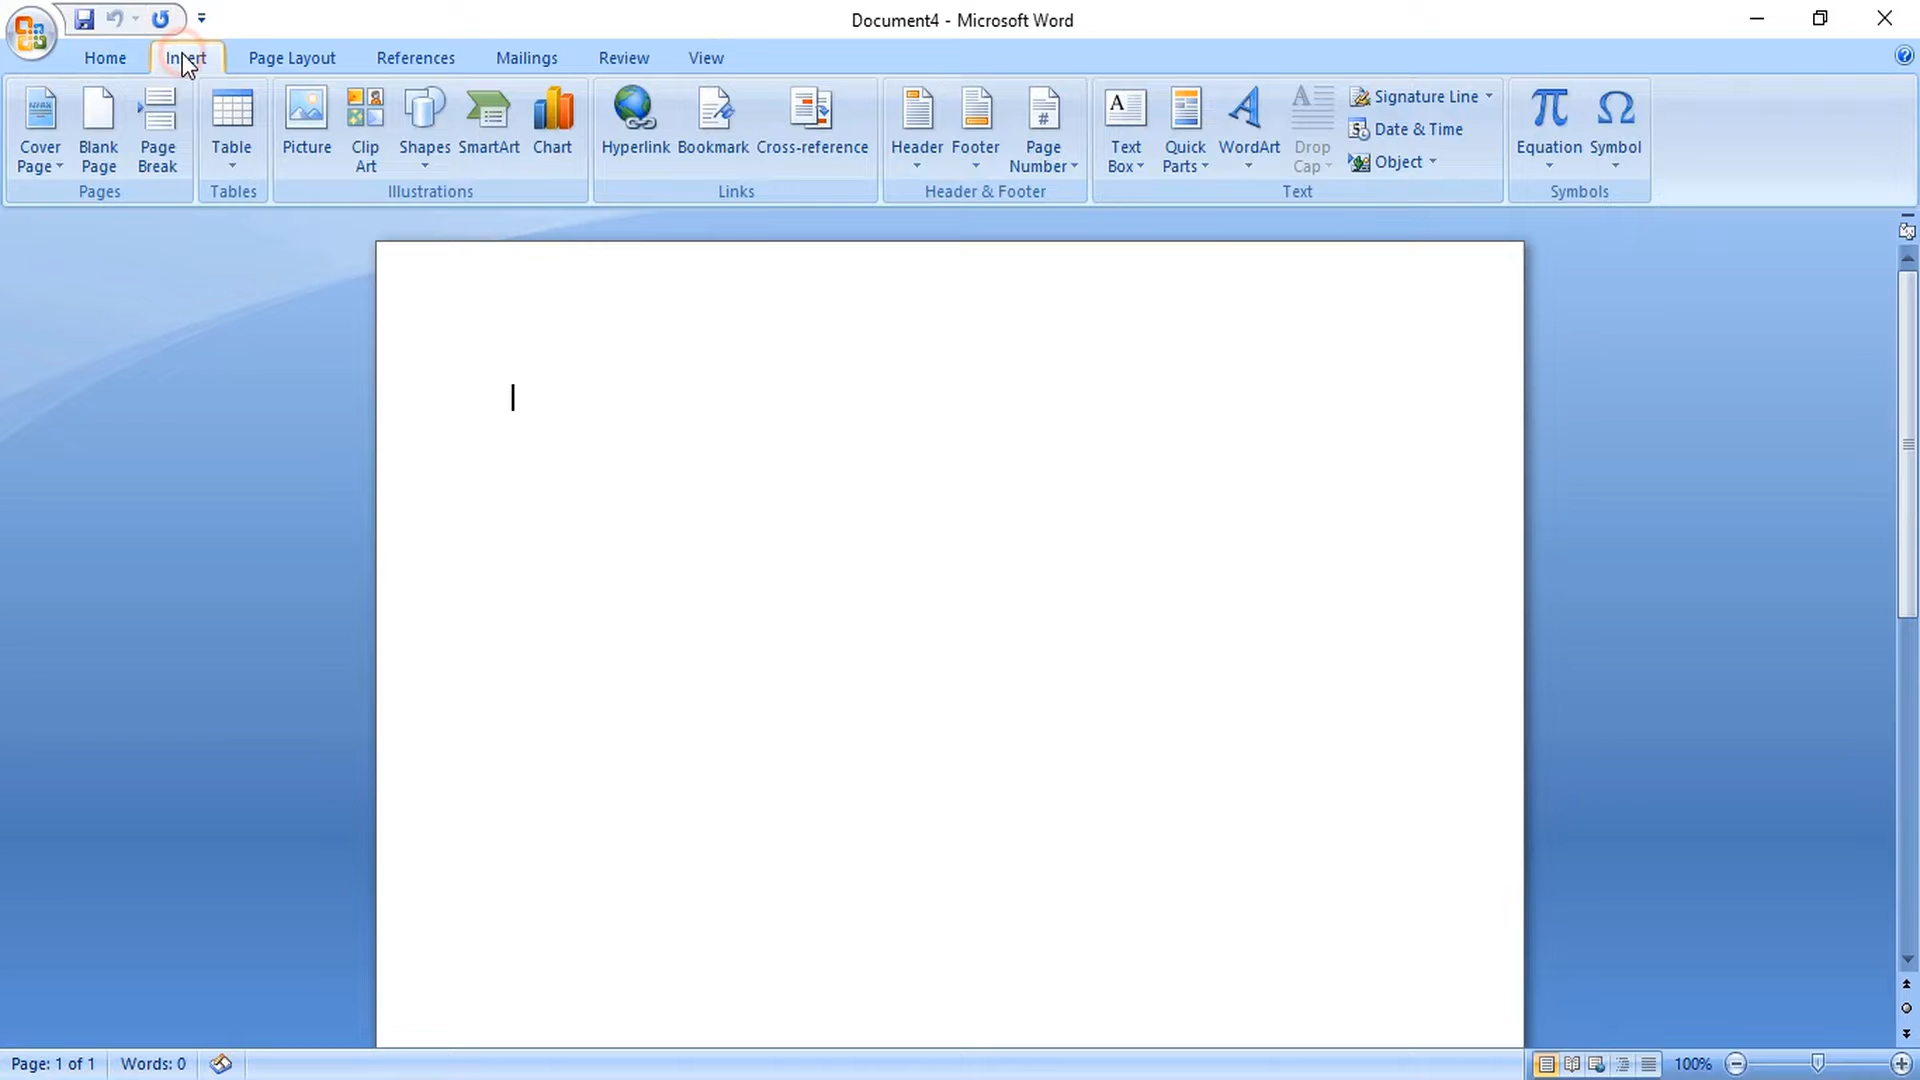 Document4 - Microsoft Word
Home Insert Page Layout References Mailings Review View
Cover Page
Blank Page
Page Break
Pages
Table
Tables
Picture
Clip Art
Shapes
SmartArt
Chart
Illustrations
Hyperlink
Bookmark
Cross-reference
Links
Header
Footer
Page Number
Header & Footer
Text Box
Quick Parts
WordArt
Drop Cap
Signature Line
Date & Time
Object
Text
Equation
Symbol
Symbols
Page: 1 of 1 Words: 0 100%